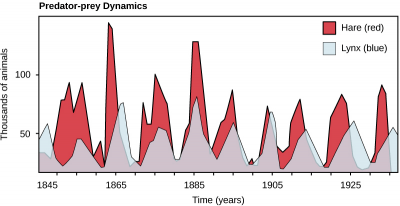 Predator-prey Dynamics
Hare (red)
Lynx (blue)
Thousands of animals
100
50
1845 1865 1885 1905 1925
Time (years)